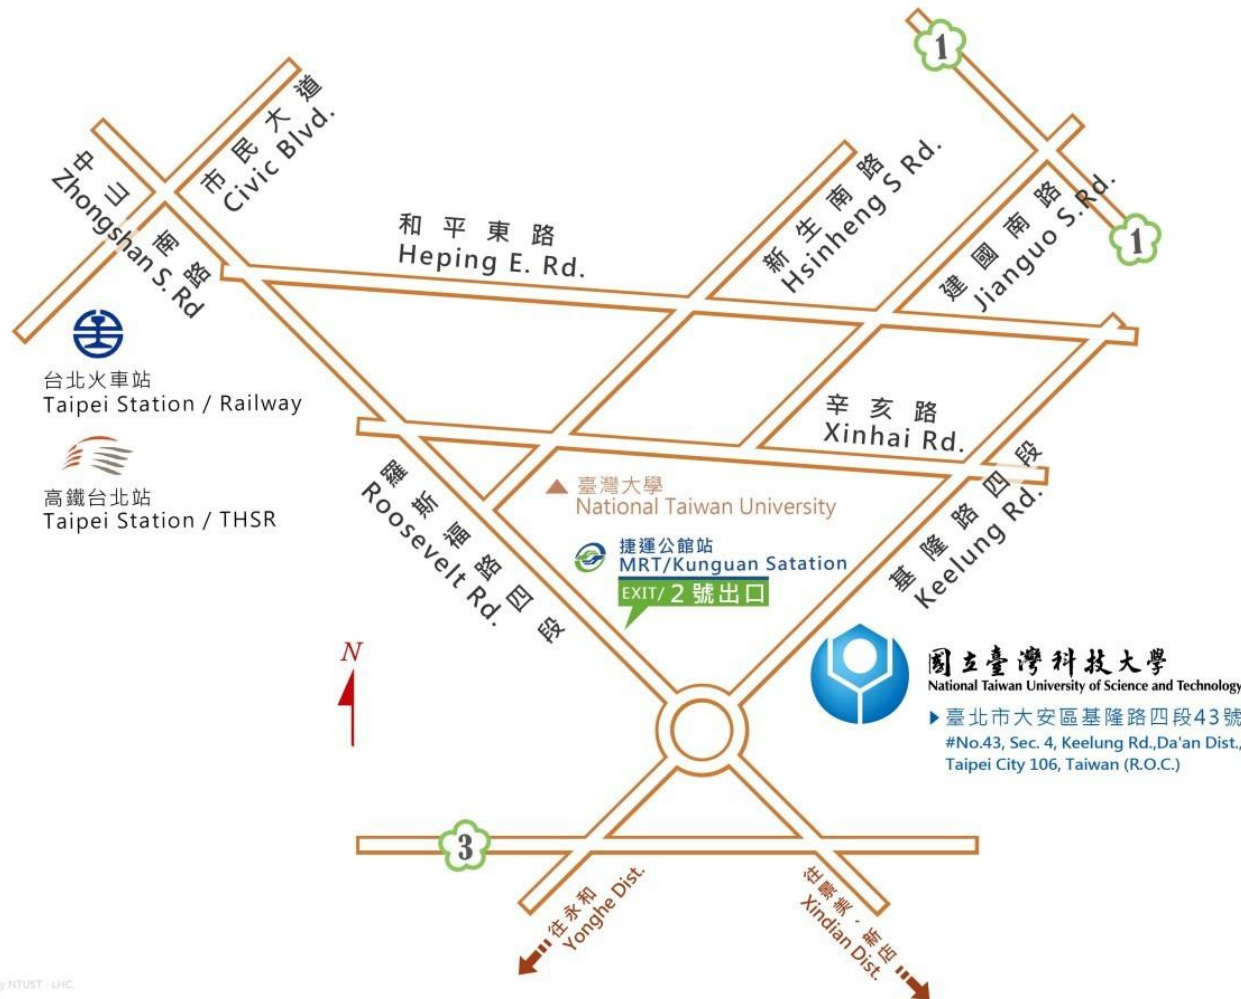 1
市民大道
Civic Blvd.
中山南路
Zhongshan S. Rd
和平東路
Heping E. Rd.
新生南路
Hsinheng S Rd.
建國南路
Jianguo S. Rd.
1
台北火車站
Taipei Station / Railway
高鐵台北站
Taipei Station / THSR
辛亥路
Xinhai Rd.
羅斯福路四段
Roosevelt Rd.
臺灣大學
National Taiwan University
捷運公館站
MRT/Kunguan Satation
EXIT/ 2 號出口
基隆路四段
Keelung Rd.
N
國立臺灣科技大學
National Taiwan University of Science and Technology
臺北市大安區基隆路四段43號
#No.43, Sec. 4, Keelung Rd.,Da'an Dist.,
Taipei City 106, Taiwan (R.O.C.)
3
往永和
Yonghe Dist.
往景美、新店
Xindian Dist.
y NTUST - LHC